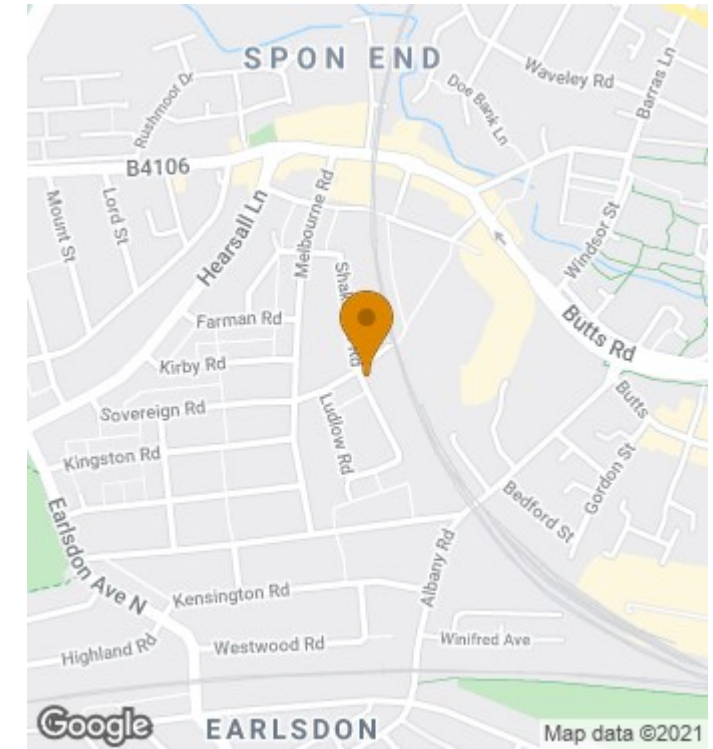 SPON END
Waveley Rd
Barras Ln
Rushmoor Dr
Doe Bank Ln
B4106
Mount St
Lord St
Hearsall Ln
Melbourne Rd
Windsor St
Farman Rd
Butts Rd
Kirby Rd
Rd
Sovereign Rd
Ludlow Rd
Butts
Kingston Rd
Gordon St
Bedford St
Earlsdon Ave N
Albany Rd
Kensington Rd
Westwood Rd
Winifred Ave
Highland Rd
EARLSDON
Google
Map data ©2021